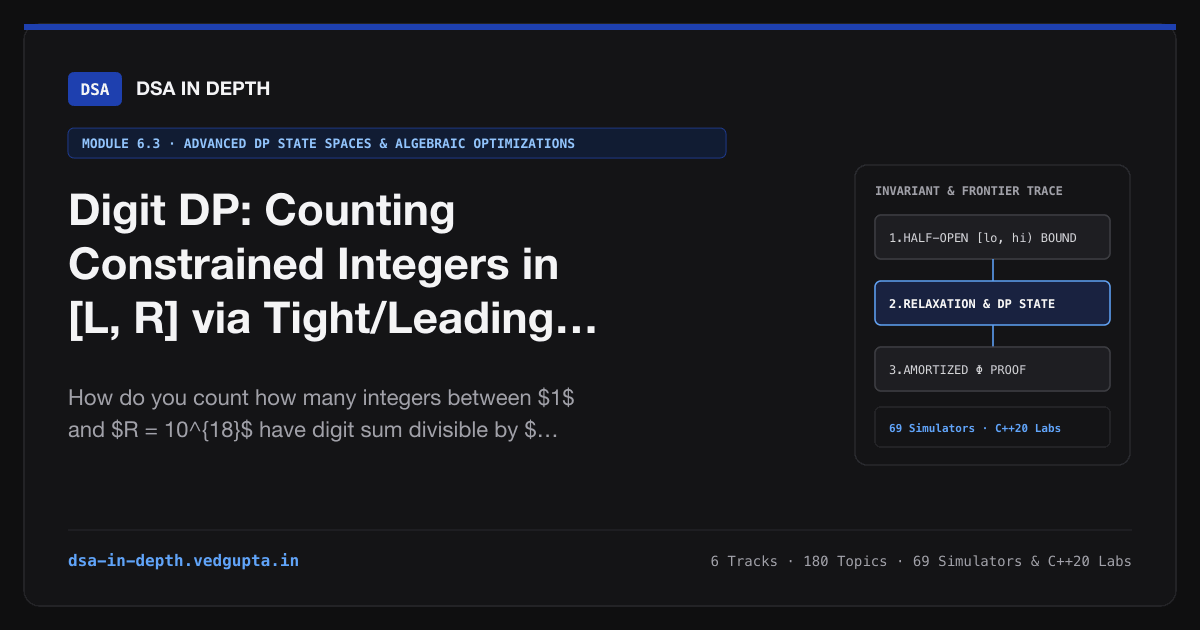 DSA
DSA IN DEPTH
MODULE 6.3 · ADVANCED DP STATE SPACES & ALGEBRAIC OPTIMIZATIONS
Digit DP: Counting
Constrained Integers in
[L, R] via Tight/Leading...
How do you count how many integers between $1$
and $R = 10^{18}$ have digit sum divisible by $...
INVARIANT & FRONTIER TRACE
1.HALF-OPEN [lo, hi) BOUND
2.RELAXATION & DP STATE
3.AMORTIZED Φ PROOF
69 Simulators · C++20 Labs
dsa-in-depth.vedgupta.in
6 Tracks · 180 Topics · 69 Simulators & C++20 Labs